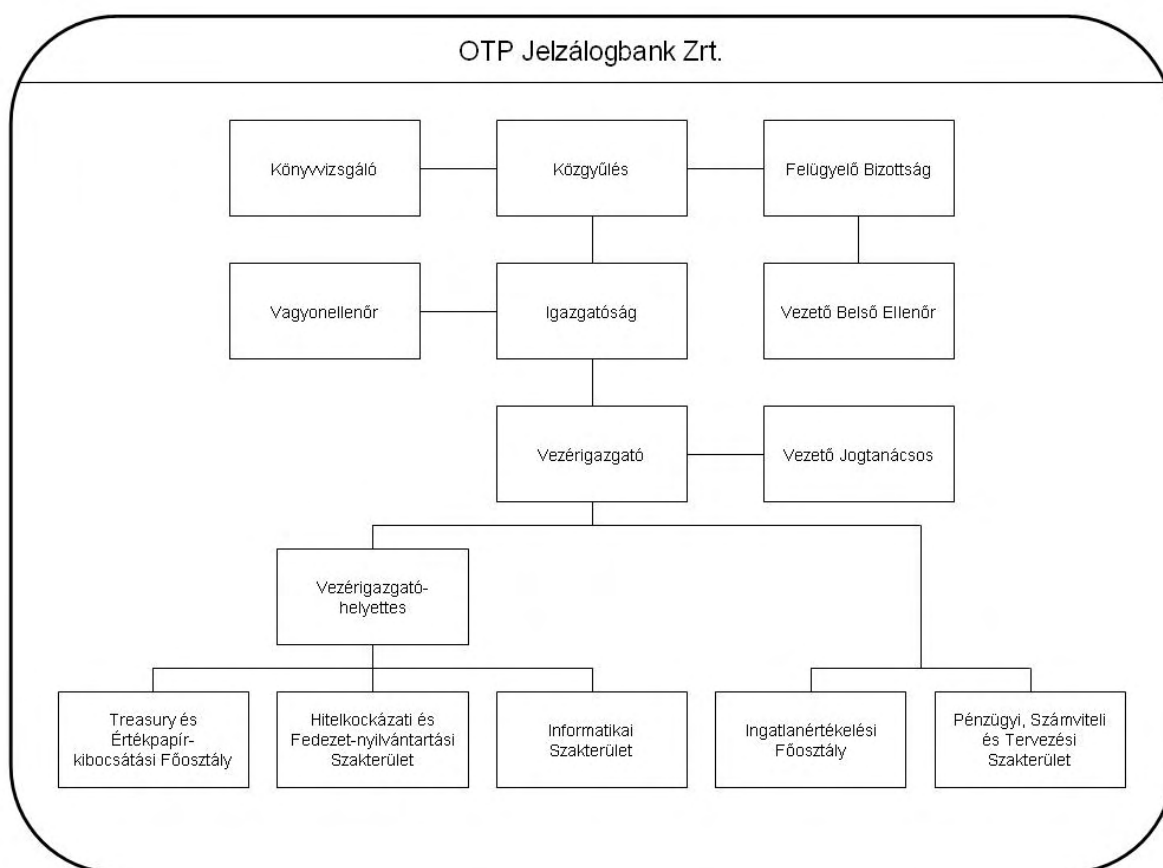 OTP Jelzálogbank Zrt.
Könyvvizsgáló
Közgyűlés
Felügyelő Bizottság
Vagyonellenőr
Igazgatóság
Vezető Belső Ellenőr
Vezérigazgató
Vezető Jogtanácsos
Vezérigazgató-
helyettes
Treasury és
Értékpapír-
kibocsátási Főosztály
Hitelkockázati és
Fedezet-nyilvántartási
Szakterület
Informatikai
Szakterület
Ingatlanértékelési
Főosztály
Pénzügyi, Számviteli
és Tervezési
Szakterület